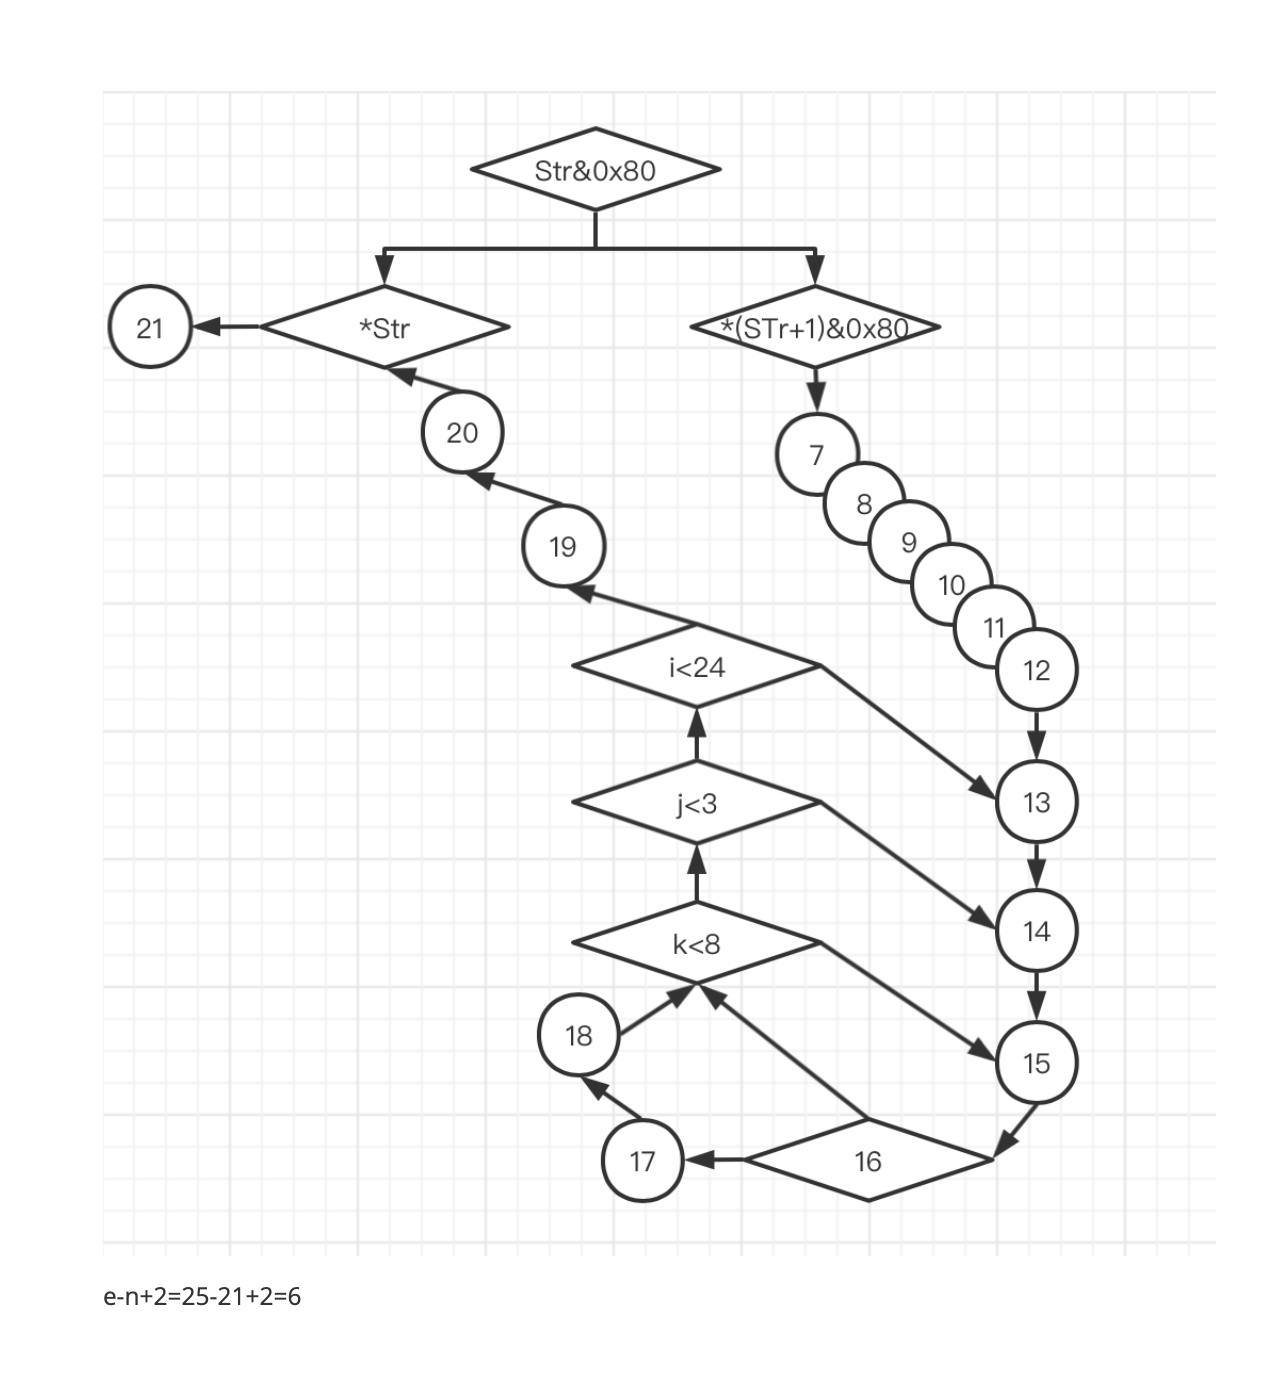 Str&0x80
21
*Str
*(STr+1)&0x80
20
7
8
9
19
10
11
i<24
12
j<3
13
k<8
14
18
15
17
16
e-n+2=25-21+2=6